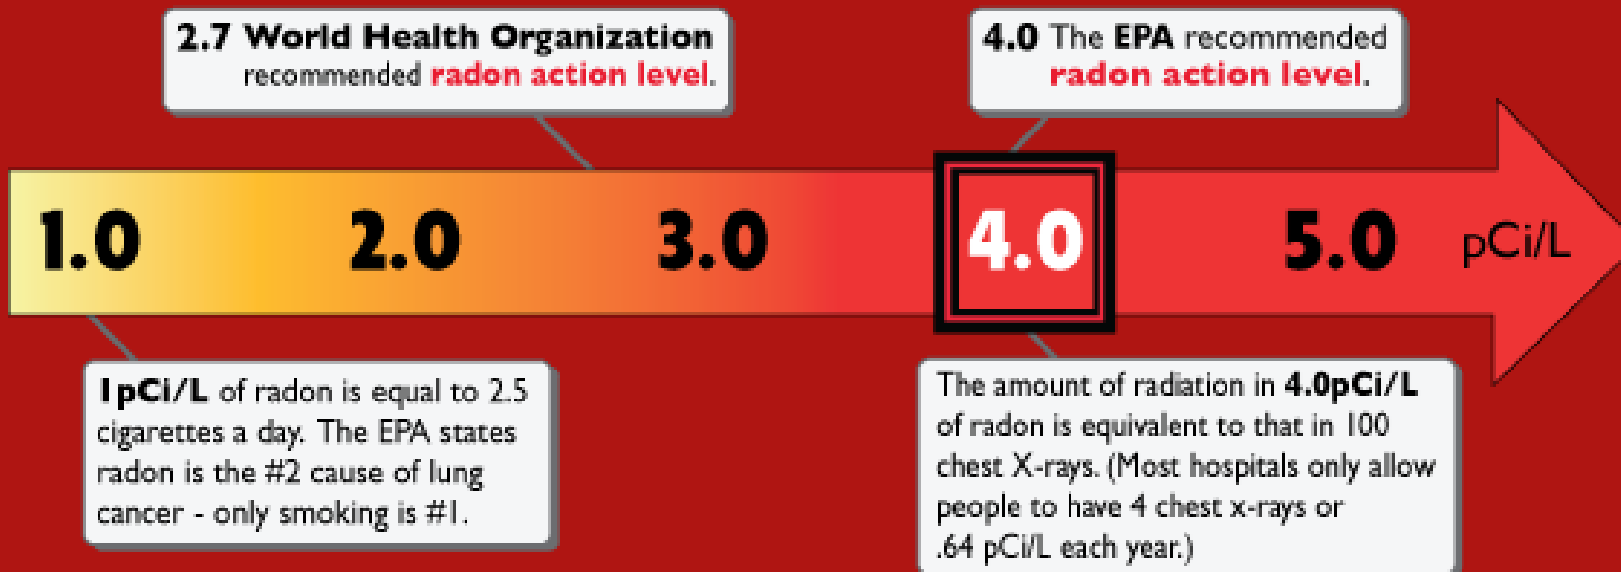 2.7 World Health Organization
recommended radon action level.
4.0 The EPA recommended
radon action level.
1.0 2.0 3.0 4.0 5.0 pCi/L
1pCi/L of radon is equal to 2.5
cigarettes a day. The EPA states
radon is the #2 cause of lung
cancer - only smoking is #1.
The amount of radiation in 4.0pCi/L
of radon is equivalent to that in 100
chest X-rays. (Most hospitals only allow
people to have 4 chest x-rays or
.64 pCi/L each year.)